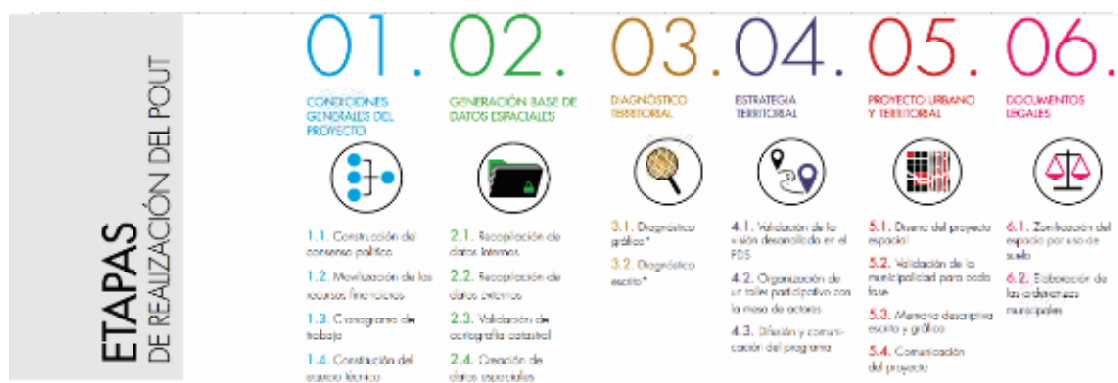 ETAPAS
DE REALIZACIÓN DEL POUT
01.
CONDICIONES
GENERALES DEL
PROYECTO
1.1. Construcción de
consenso político
1.2. Movilización de los
recursos financieros
1.3. Cronograma de
trabajo
1.4. Constitución del
equipo técnico
02.
GENERACIÓN BASE DE
DATOS ESPACIALES
2.1. Recopilación de
datos internos
2.2. Recopilación de
datos externos
2.3. Validación de
cartografía catastral
2.4. Creación de
datos espaciales
03.
DIAGNÓSTICO
TERRITORIAL
3.1. Diagnóstico
gráfico*
3.2. Diagnóstico
escrito*
04.
ESTRATEGIA
TERRITORIAL
4.1. Validación de la
visión desarrollada en el
PDS
4.2. Organización de
un taller participativo con
la mesa de actores
4.3. Difusión y comuni-
cación del programa
05.
PROYECTO URBANO
Y TERRITORIAL
5.1. Diseño del proyecto
espacial
5.2. Validación de la
municipalidad para cada
fase
5.3. Memoria descriptiva
escrita y gráfica
5.4. Comunicación
del proyecto
06.
DOCUMENTOS
LEGALES
6.1. Zonificación del
espacio por uso de
suelo
6.2. Elaboración de
las ordenanzas
municipales